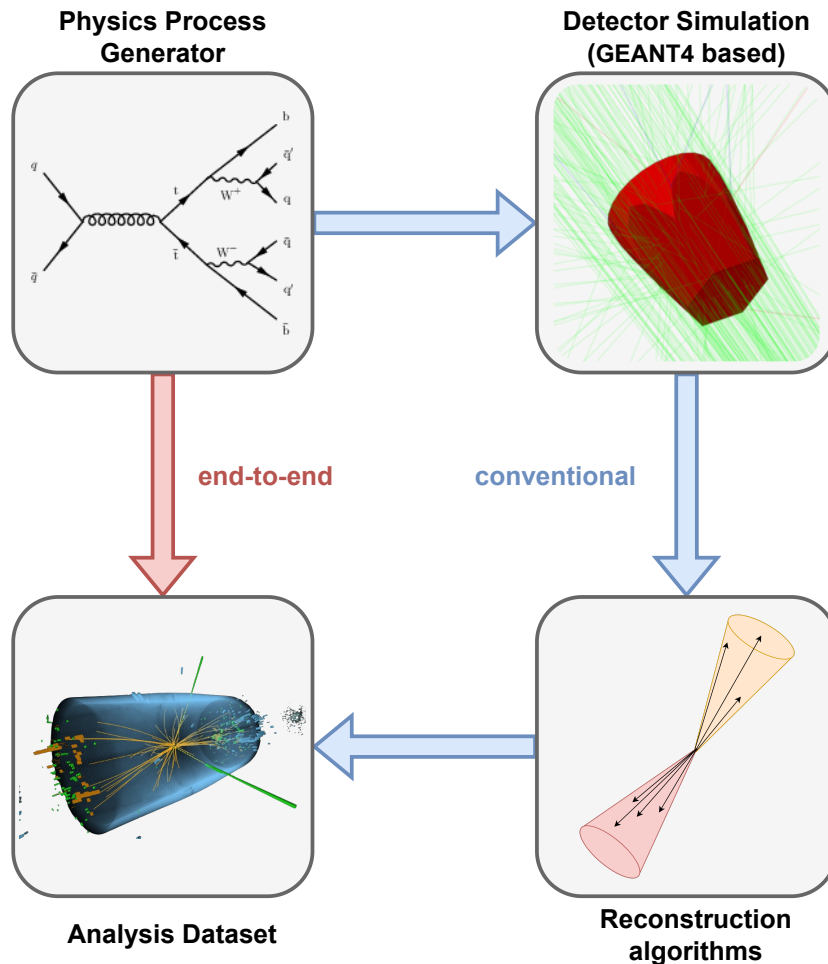 Physics Process
Generator
Detector Simulation
(GEANT4 based)
b
q̄′
q
t
W⁺
q
q̄
t̄
W⁻
q̄
q′
b̄
end-to-end
conventional
Analysis Dataset
Reconstruction
algorithms